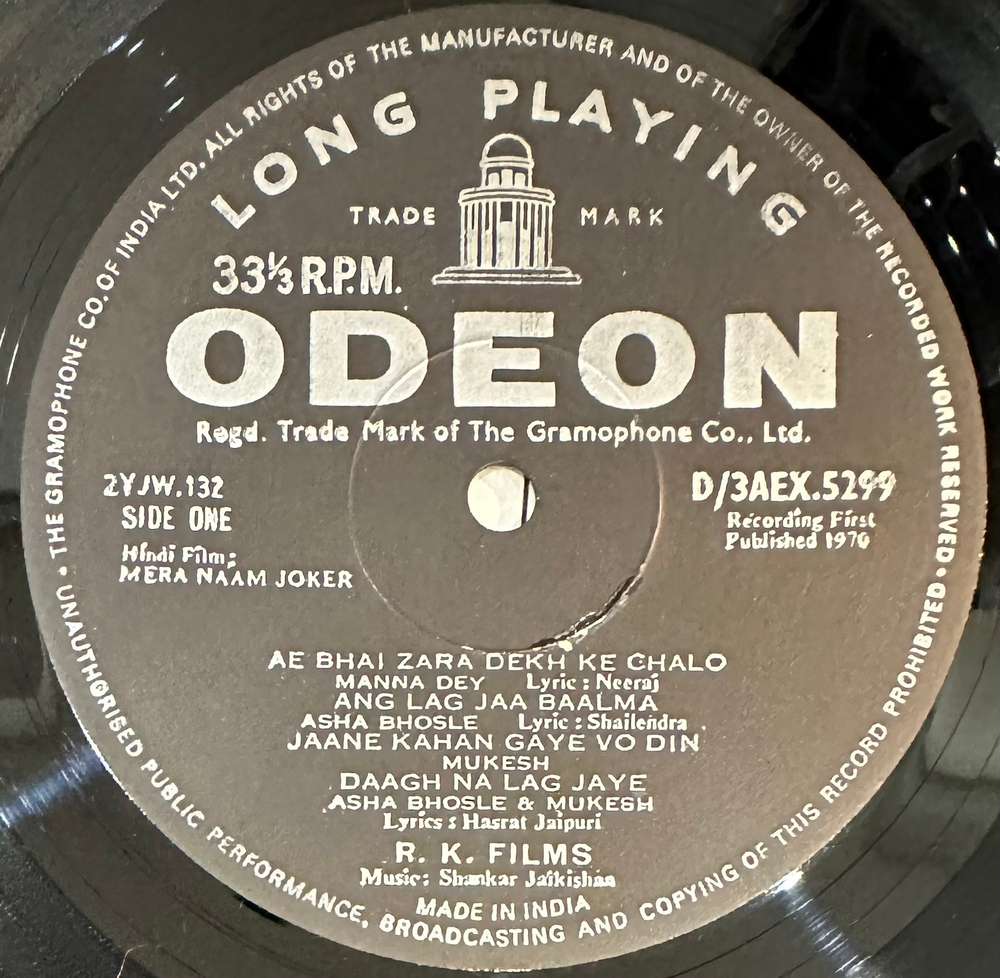 THE GRAMOPHONE CO. OF INDIA LTD. ALL RIGHTS OF THE MANUFACTURER AND OF THE OWNER OF THE RECORDED WORK RESERVED • UNAUTHORISED PUBLIC PERFORMANCE, BROADCASTING AND COPYING OF THIS RECORD PROHIBITED •
LONG PLAYING
TRADE MARK
33⅓ R.P.M.
ODEON
Regd. Trade Mark of The Gramophone Co., Ltd.
2YJW.132
D/3AEX.5299
SIDE ONE
Recording First
Published 1970
Hindi Film:
MERA NAAM JOKER
AE BHAI ZARA DEKH KE CHALO
MANNA DEY Lyric : Neeraj
ANG LAG JAA BAALMA
ASHA BHOSLE Lyric : Shailendra
JAANE KAHAN GAYE VO DIN
MUKESH
DAAGH NA LAG JAYE
ASHA BHOSLE & MUKESH
Lyrics : Hasrat Jaipuri
R. K. FILMS
Music: Shankar Jaikishan
MADE IN INDIA